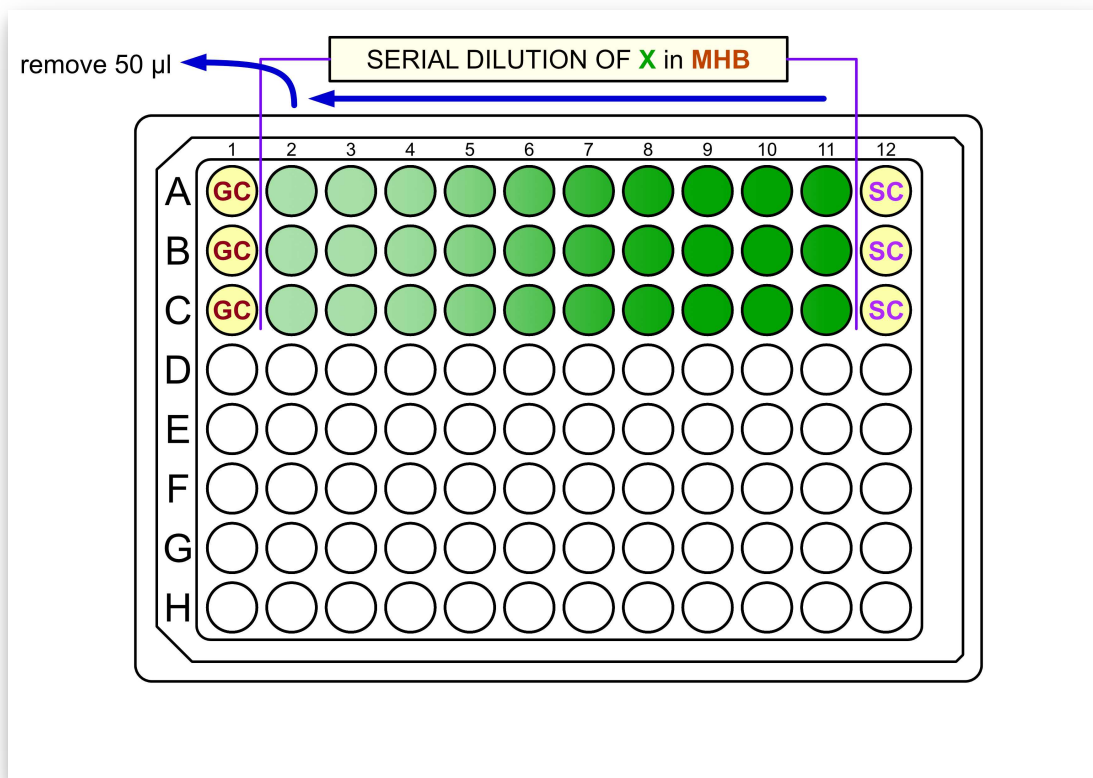 SERIAL DILUTION OF X in MHB
remove 50 µl
1 2 3 4 5 6 7 8 9 10 11 12
A GC SC
B GC SC
C GC SC
D
E
F
G
H